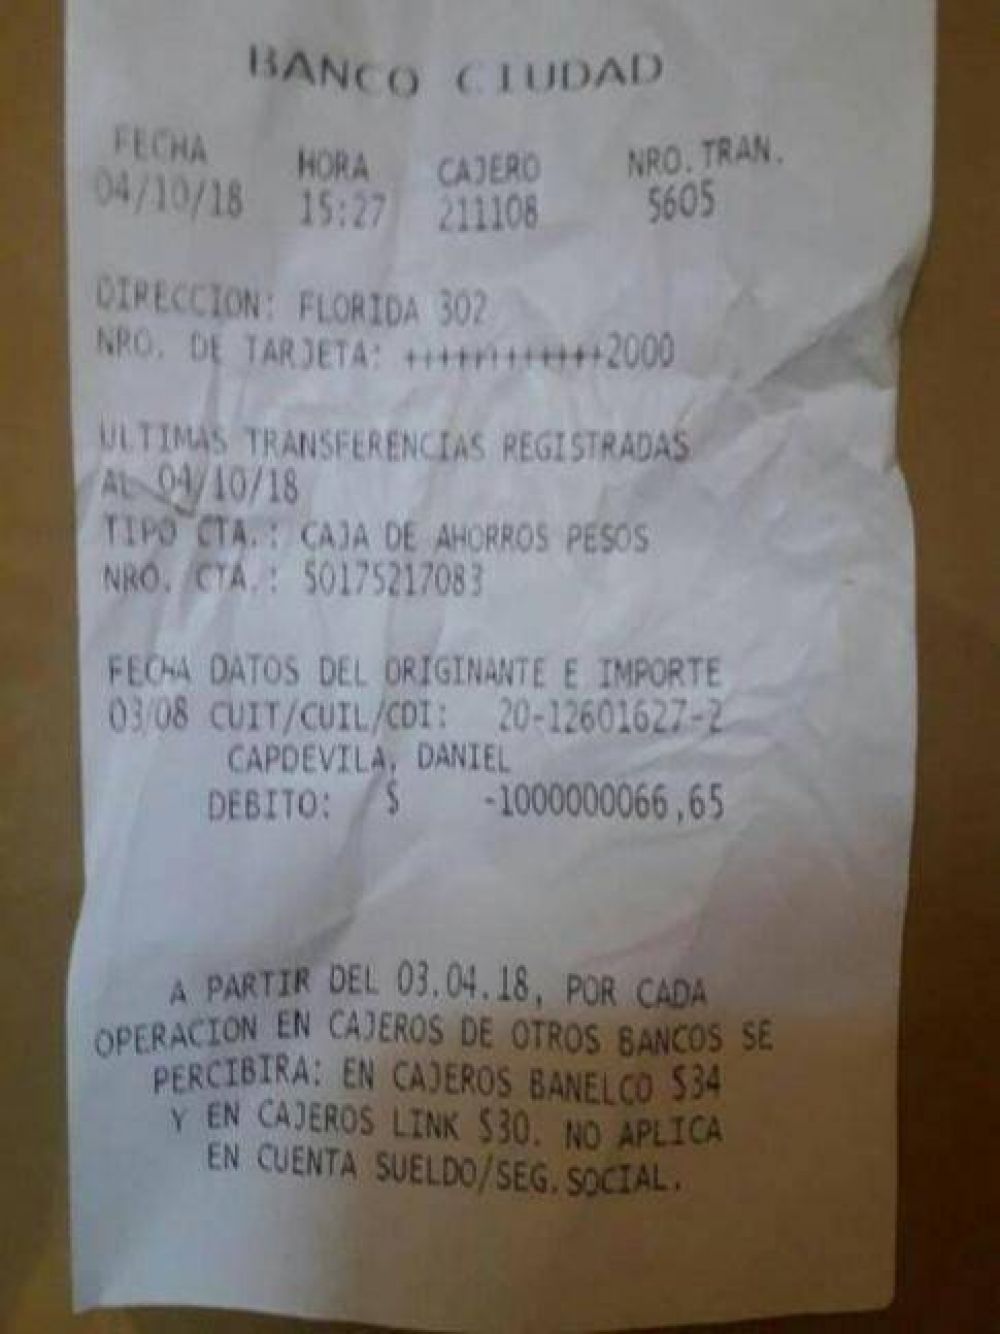 BANCO CIUDAD
FECHA HORA CAJERO NRO. TRAN.
04/10/18 15:27 211108 5605
DIRECCION: FLORIDA 302
NRO. DE TARJETA: ++++++++++++2000
ULTIMAS TRANSFERENCIAS REGISTRADAS
AL 04/10/18
TIPO CTA.: CAJA DE AHORROS PESOS
NRO. CTA.: 50175217083
FECHA DATOS DEL ORIGINANTE E IMPORTE
03/08 CUIT/CUIL/CDI: 20-12601627-2
CAPDEVILA, DANIEL
DEBITO: $ -1000000066,65
A PARTIR DEL 03.04.18, POR CADA
OPERACION EN CAJEROS DE OTROS BANCOS SE
PERCIBIRA: EN CAJEROS BANELCO $34
Y EN CAJEROS LINK $30. NO APLICA
EN CUENTA SUELDO/SEG.SOCIAL.